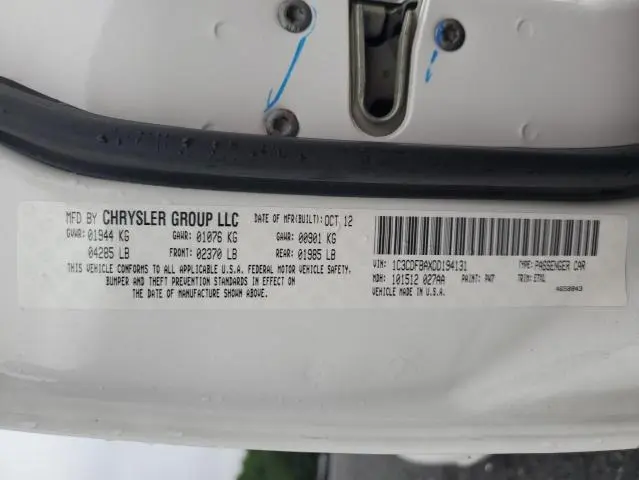 MFD BY CHRYSLER GROUP LLC DATE OF MFR(BUILT): OCT 12
GVWR: 01944 KG GAWR: 01076 KG GAWR: 00901 KG
04285 LB FRONT: 02370 LB REAR: 01985 LB
THIS VEHICLE CONFORMS TO ALL APPLICABLE U.S.A. FEDERAL MOTOR VEHICLE SAFETY,
BUMPER AND THEFT PREVENTION STANDARDS IN EFFECT ON
THE DATE OF MANUFACTURE SHOWN ABOVE.
VIN: 1C3CDFBAXDD194131 TYPE: PASSENGER CAR
MDH: 101512 027AA PAINT: PW7 TRIM:
VEHICLE MADE IN U.S.A. 4658043